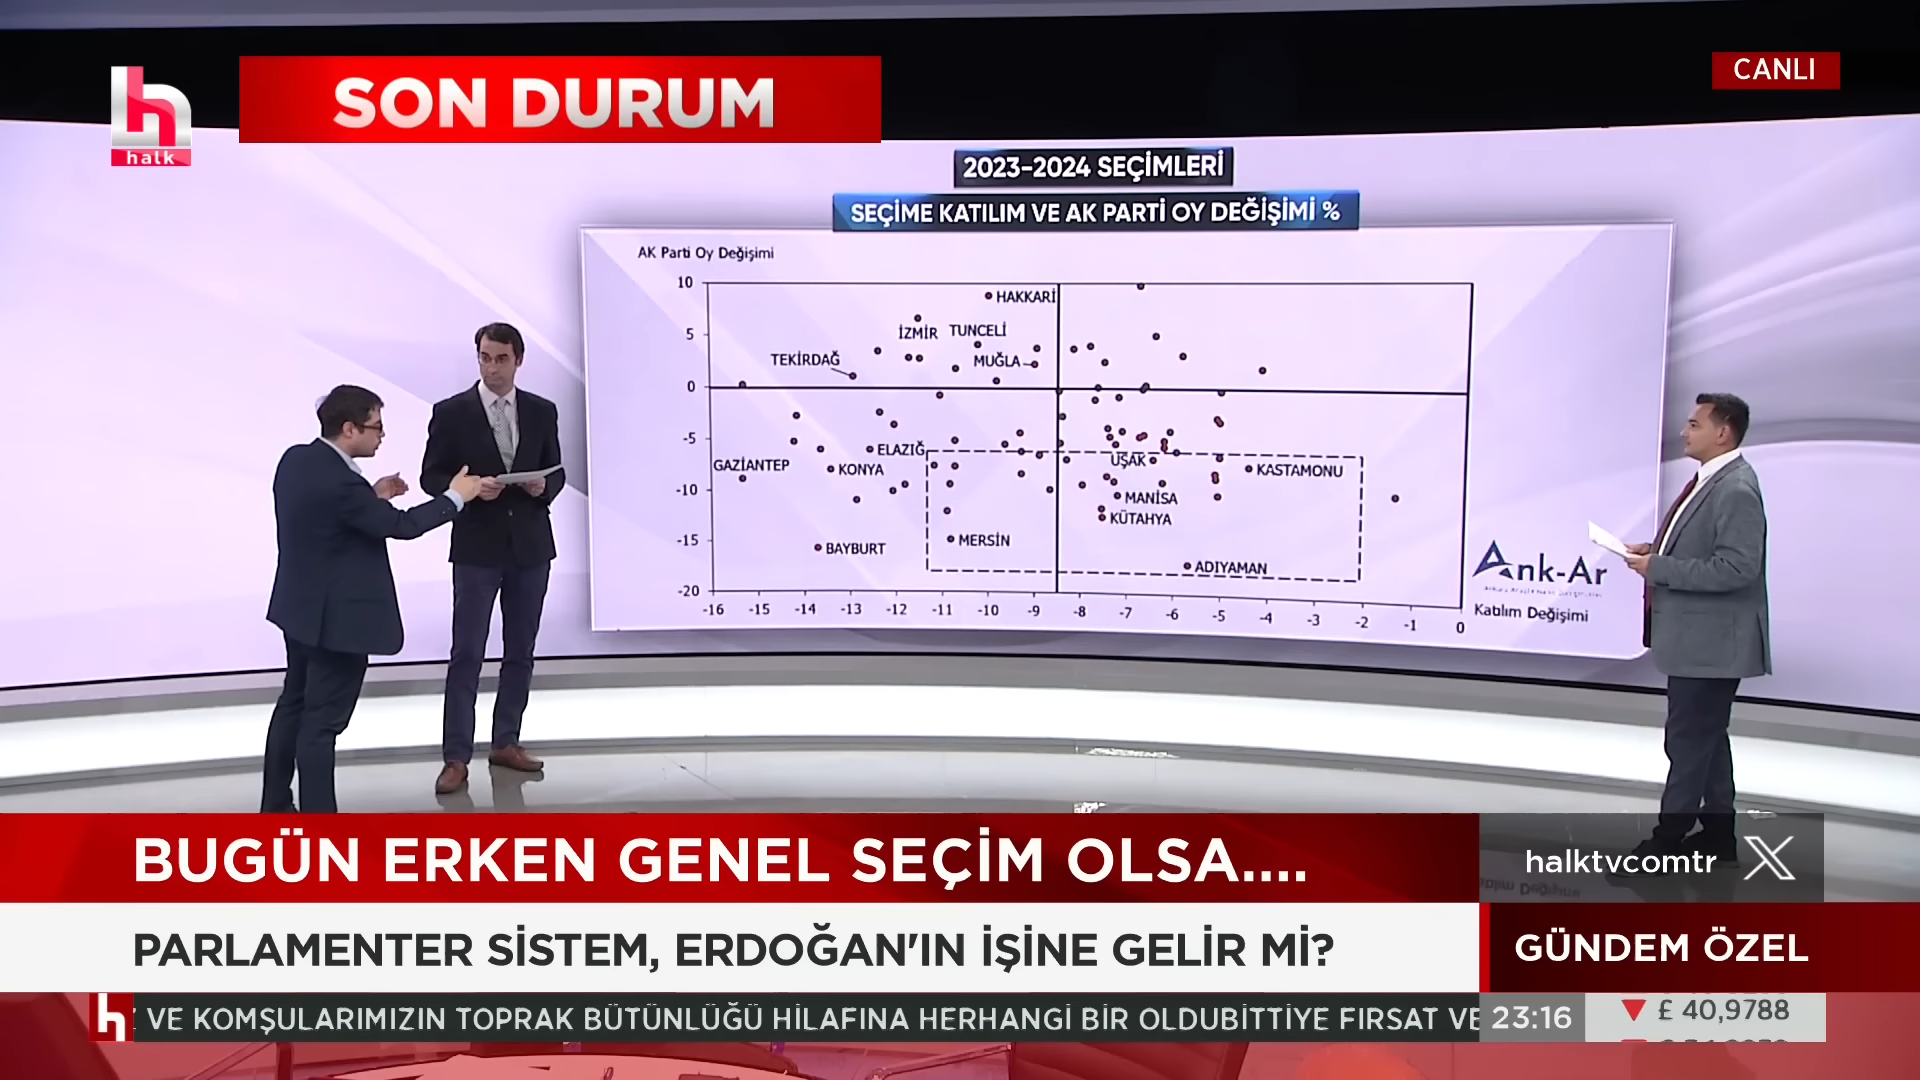 SON DURUM
h
halk
CANLI
2023-2024 SEÇİMLERİ
SEÇİME KATILIM VE AK PARTİ OY DEĞİŞİMİ %
AK Parti Oy Değişimi
10
HAKKARİ
5
İZMİR
TUNCELİ
TEKİRDAĞ
MUĞLA
0
-5
ELAZIĞ
GAZİANTEP
KONYA
UŞAK
KASTAMONU
-10
MANİSA
KÜTAHYA
-15
BAYBURT
MERSİN
ADIYAMAN
-20
-16 -15 -14 -13 -12 -11 -10 -9 -8 -7 -6 -5 -4 -3 -2 -1 0
Ank-Ar
Katılım Değişimi
BUGÜN ERKEN GENEL SEÇİM OLSA....
halktvcomtr X
PARLAMENTER SİSTEM, ERDOĞAN'IN İŞİNE GELİR Mİ?
GÜNDEM ÖZEL
h
VE KOMŞULARIMIZIN TOPRAK BÜTÜNLÜĞÜ HİLAFINA HERHANGİ BİR OLDUBİTTİYE FIRSAT VE
23:16
£ 40,9788